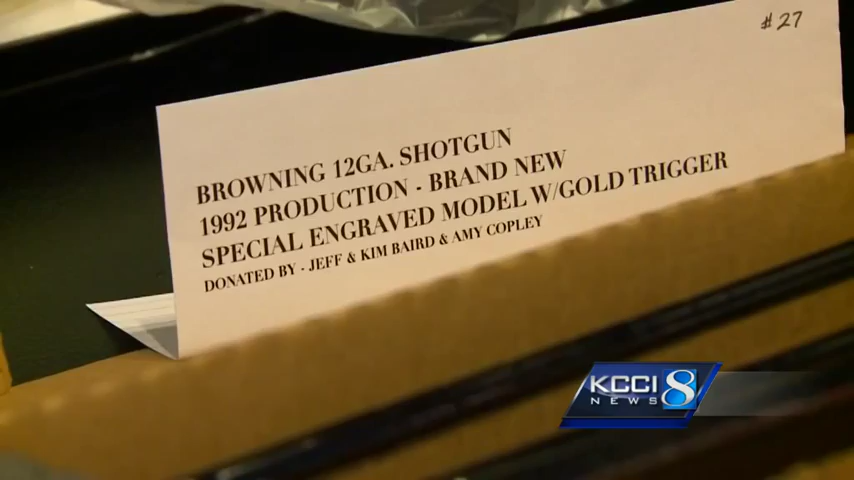 #27
BROWNING 12GA. SHOTGUN
1992 PRODUCTION - BRAND NEW
SPECIAL ENGRAVED MODEL W/GOLD TRIGGER
DONATED BY - JEFF & KIM BAIRD & AMY COPLEY
KCCI 8
NEWS